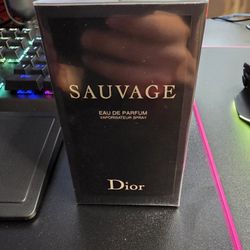 SAUVAGE
EAU DE PARFUM
VAPORISATEUR SPRAY
Dior